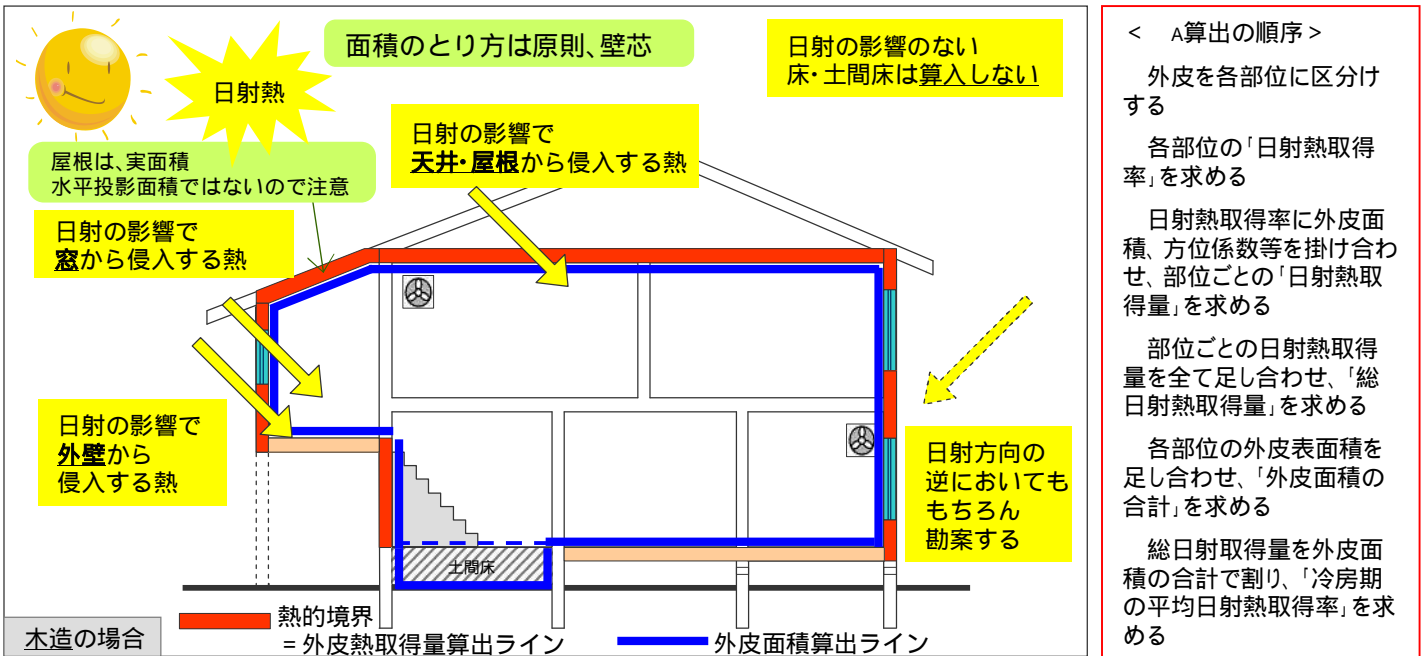 面積のとり方は原則、壁芯
日射の影響のない
床・土間床は算入しない
日射熱
日射の影響で
天井・屋根から侵入する熱
屋根は、実面積
水平投影面積ではないので注意
日射の影響で
窓から侵入する熱
日射の影響で
外壁から
侵入する熱
日射方向の
逆においても
もちろん
勘案する
土間床
熱的境界
= 外皮熱取得量算出ライン
外皮面積算出ライン
木造の場合
< A算出の順序 >
外皮を各部位に区分け
する
各部位の「日射熱取得
率」を求める
日射熱取得率に外皮面
積、方位係数等を掛け合わ
せ、部位ごとの「日射熱取
得量」を求める
部位ごとの日射熱取得
量を全て足し合わせ、「総
日射熱取得量」を求める
各部位の外皮表面積を
足し合わせ、「外皮面積の
合計」を求める
総日射取得量を外皮面
積の合計で割り、「冷房期
の平均日射熱取得率」を求
める